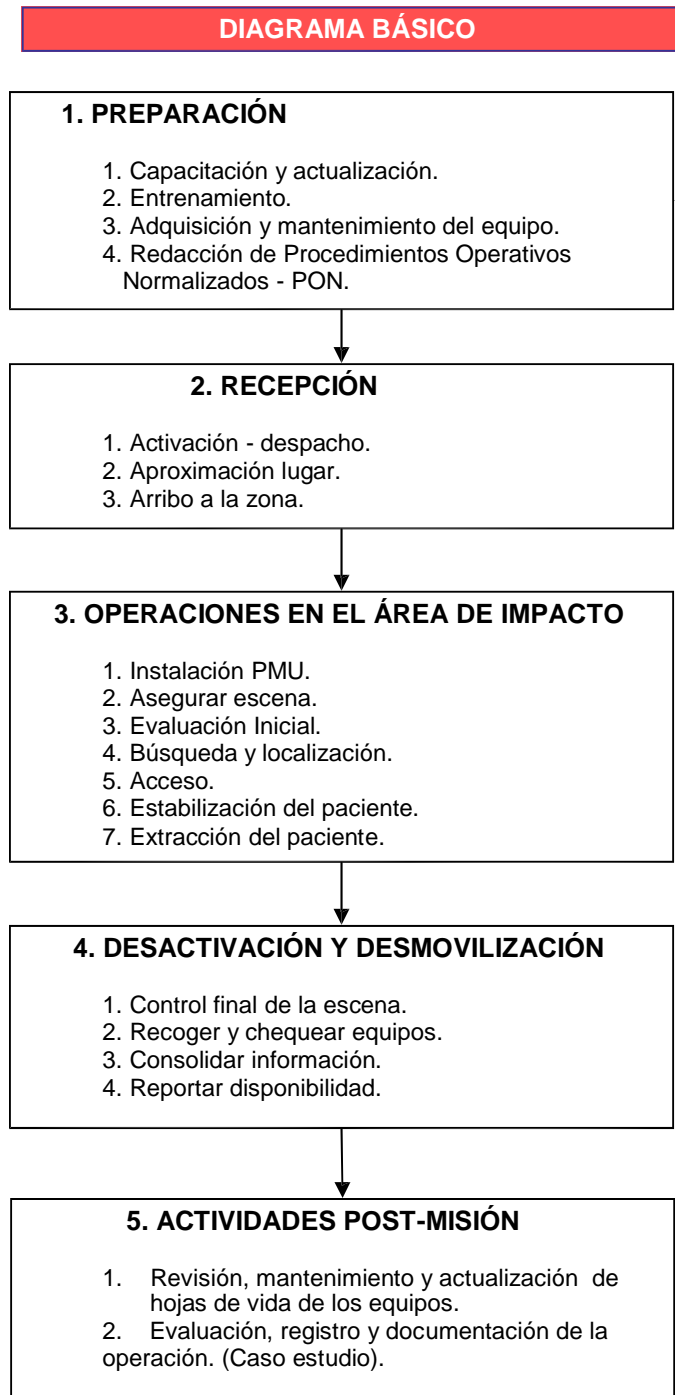 DIAGRAMA BÁSICO
1. PREPARACIÓN
1. Capacitación y actualización.
2. Entrenamiento.
3. Adquisición y mantenimiento del equipo.
4. Redacción de Procedimientos Operativos
Normalizados - PON.
2. RECEPCIÓN
1. Activación - despacho.
2. Aproximación lugar.
3. Arribo a la zona.
3. OPERACIONES EN EL ÁREA DE IMPACTO
1. Instalación PMU.
2. Asegurar escena.
3. Evaluación Inicial.
4. Búsqueda y localización.
5. Acceso.
6. Estabilización del paciente.
7. Extracción del paciente.
4. DESACTIVACIÓN Y DESMOVILIZACIÓN
1. Control final de la escena.
2. Recoger y chequear equipos.
3. Consolidar información.
4. Reportar disponibilidad.
5. ACTIVIDADES POST-MISIÓN
1. Revisión, mantenimiento y actualización de
hojas de vida de los equipos.
2. Evaluación, registro y documentación de la
operación. (Caso estudio).